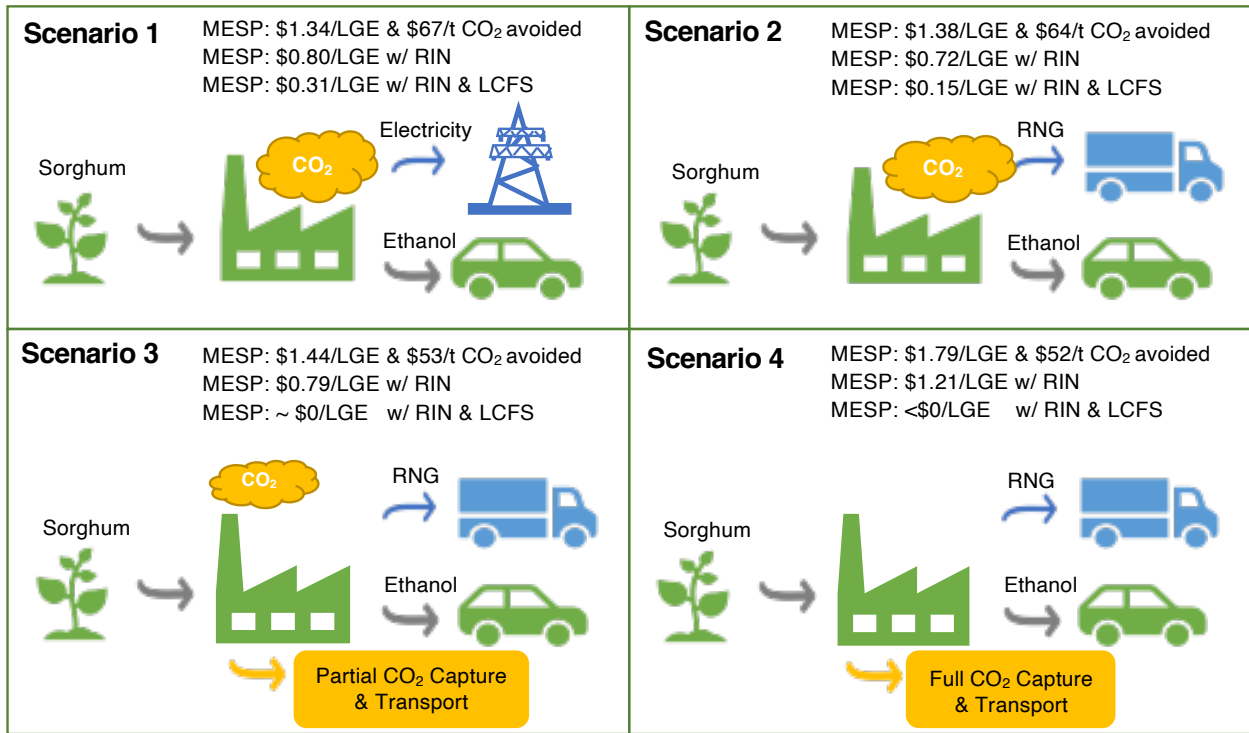 Scenario 1
MESP: $1.34/LGE & $67/t CO₂ avoided
MESP: $0.80/LGE w/ RIN
MESP: $0.31/LGE w/ RIN & LCFS
Sorghum
CO₂
Electricity
Ethanol
Scenario 2
MESP: $1.38/LGE & $64/t CO₂ avoided
MESP: $0.72/LGE w/ RIN
MESP: $0.15/LGE w/ RIN & LCFS
Sorghum
CO₂
RNG
Ethanol
Scenario 3
MESP: $1.44/LGE & $53/t CO₂ avoided
MESP: $0.79/LGE w/ RIN
MESP: ~ $0/LGE w/ RIN & LCFS
CO₂
RNG
Sorghum
Ethanol
Partial CO₂ Capture
& Transport
Scenario 4
MESP: $1.79/LGE & $52/t CO₂ avoided
MESP: $1.21/LGE w/ RIN
MESP: <$0/LGE w/ RIN & LCFS
RNG
Sorghum
Ethanol
Full CO₂ Capture
& Transport